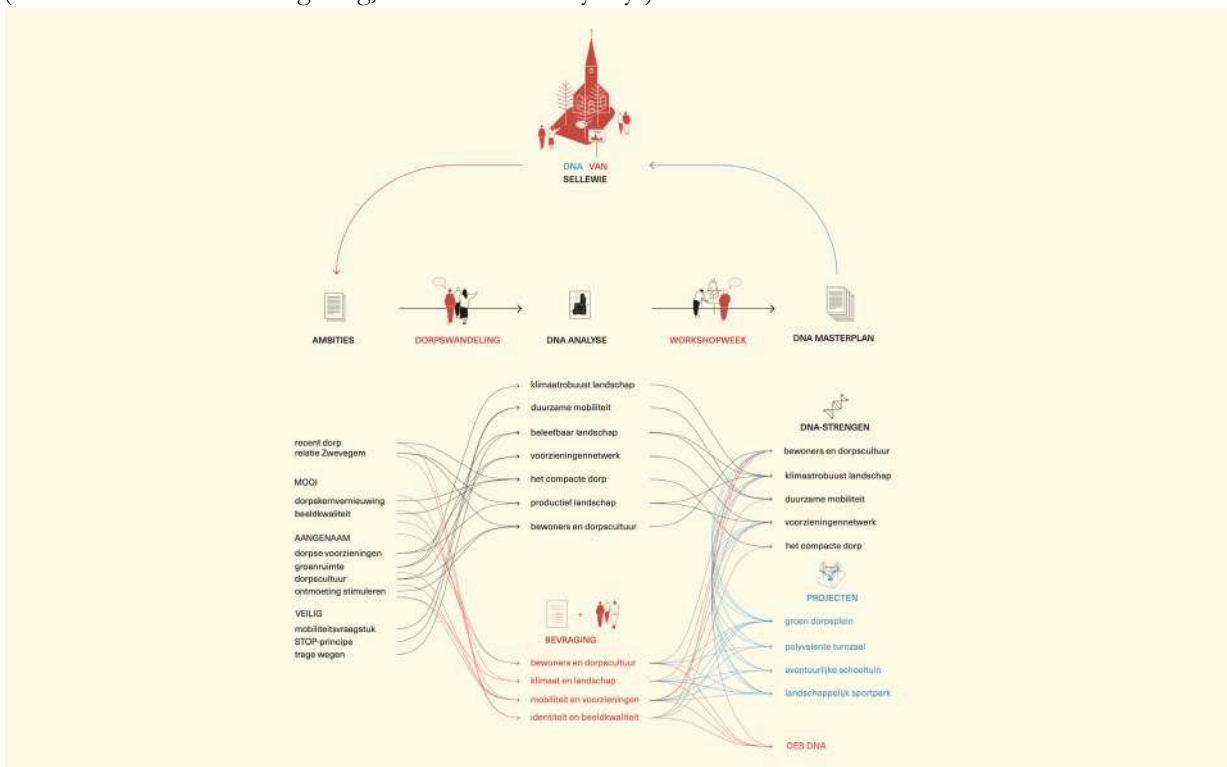 DNA VAN
SELLEWIE
AMBITIES
DORPSWANDELING
DNA ANALYSE
WORKSHOPWEEK
DNA MASTERPLAN
recent dorp
relatie Zwevegem
MOOI
dorpskernvernieuwing
beeldkwaliteit
AANGENAAM
dorpse voorzieningen
groenruimte
dorpscultuur
ontmoeting stimuleren
VEILIG
mobiliteitsvraagstuk
STOP-principe
trage wegen
klimaatrobuust landschap
duurzame mobiliteit
beleefbaar landschap
voorzieningennetwerk
het compacte dorp
productief landschap
bewoners en dorpscultuur
+
BEVRAGING
bewoners en dorpscultuur
klimaat en landschap
mobiliteit en voorzieningen
identiteit en beeldkwaliteit
DNA-STRENGEN
bewoners en dorpscultuur
klimaatrobuust landschap
duurzame mobiliteit
voorzieningennetwerk
het compacte dorp
PROJECTEN
groen dorpsplein
polyvalente turnzaal
avontuurlijke schooltuin
landschappelijk sportpark
OES DNA